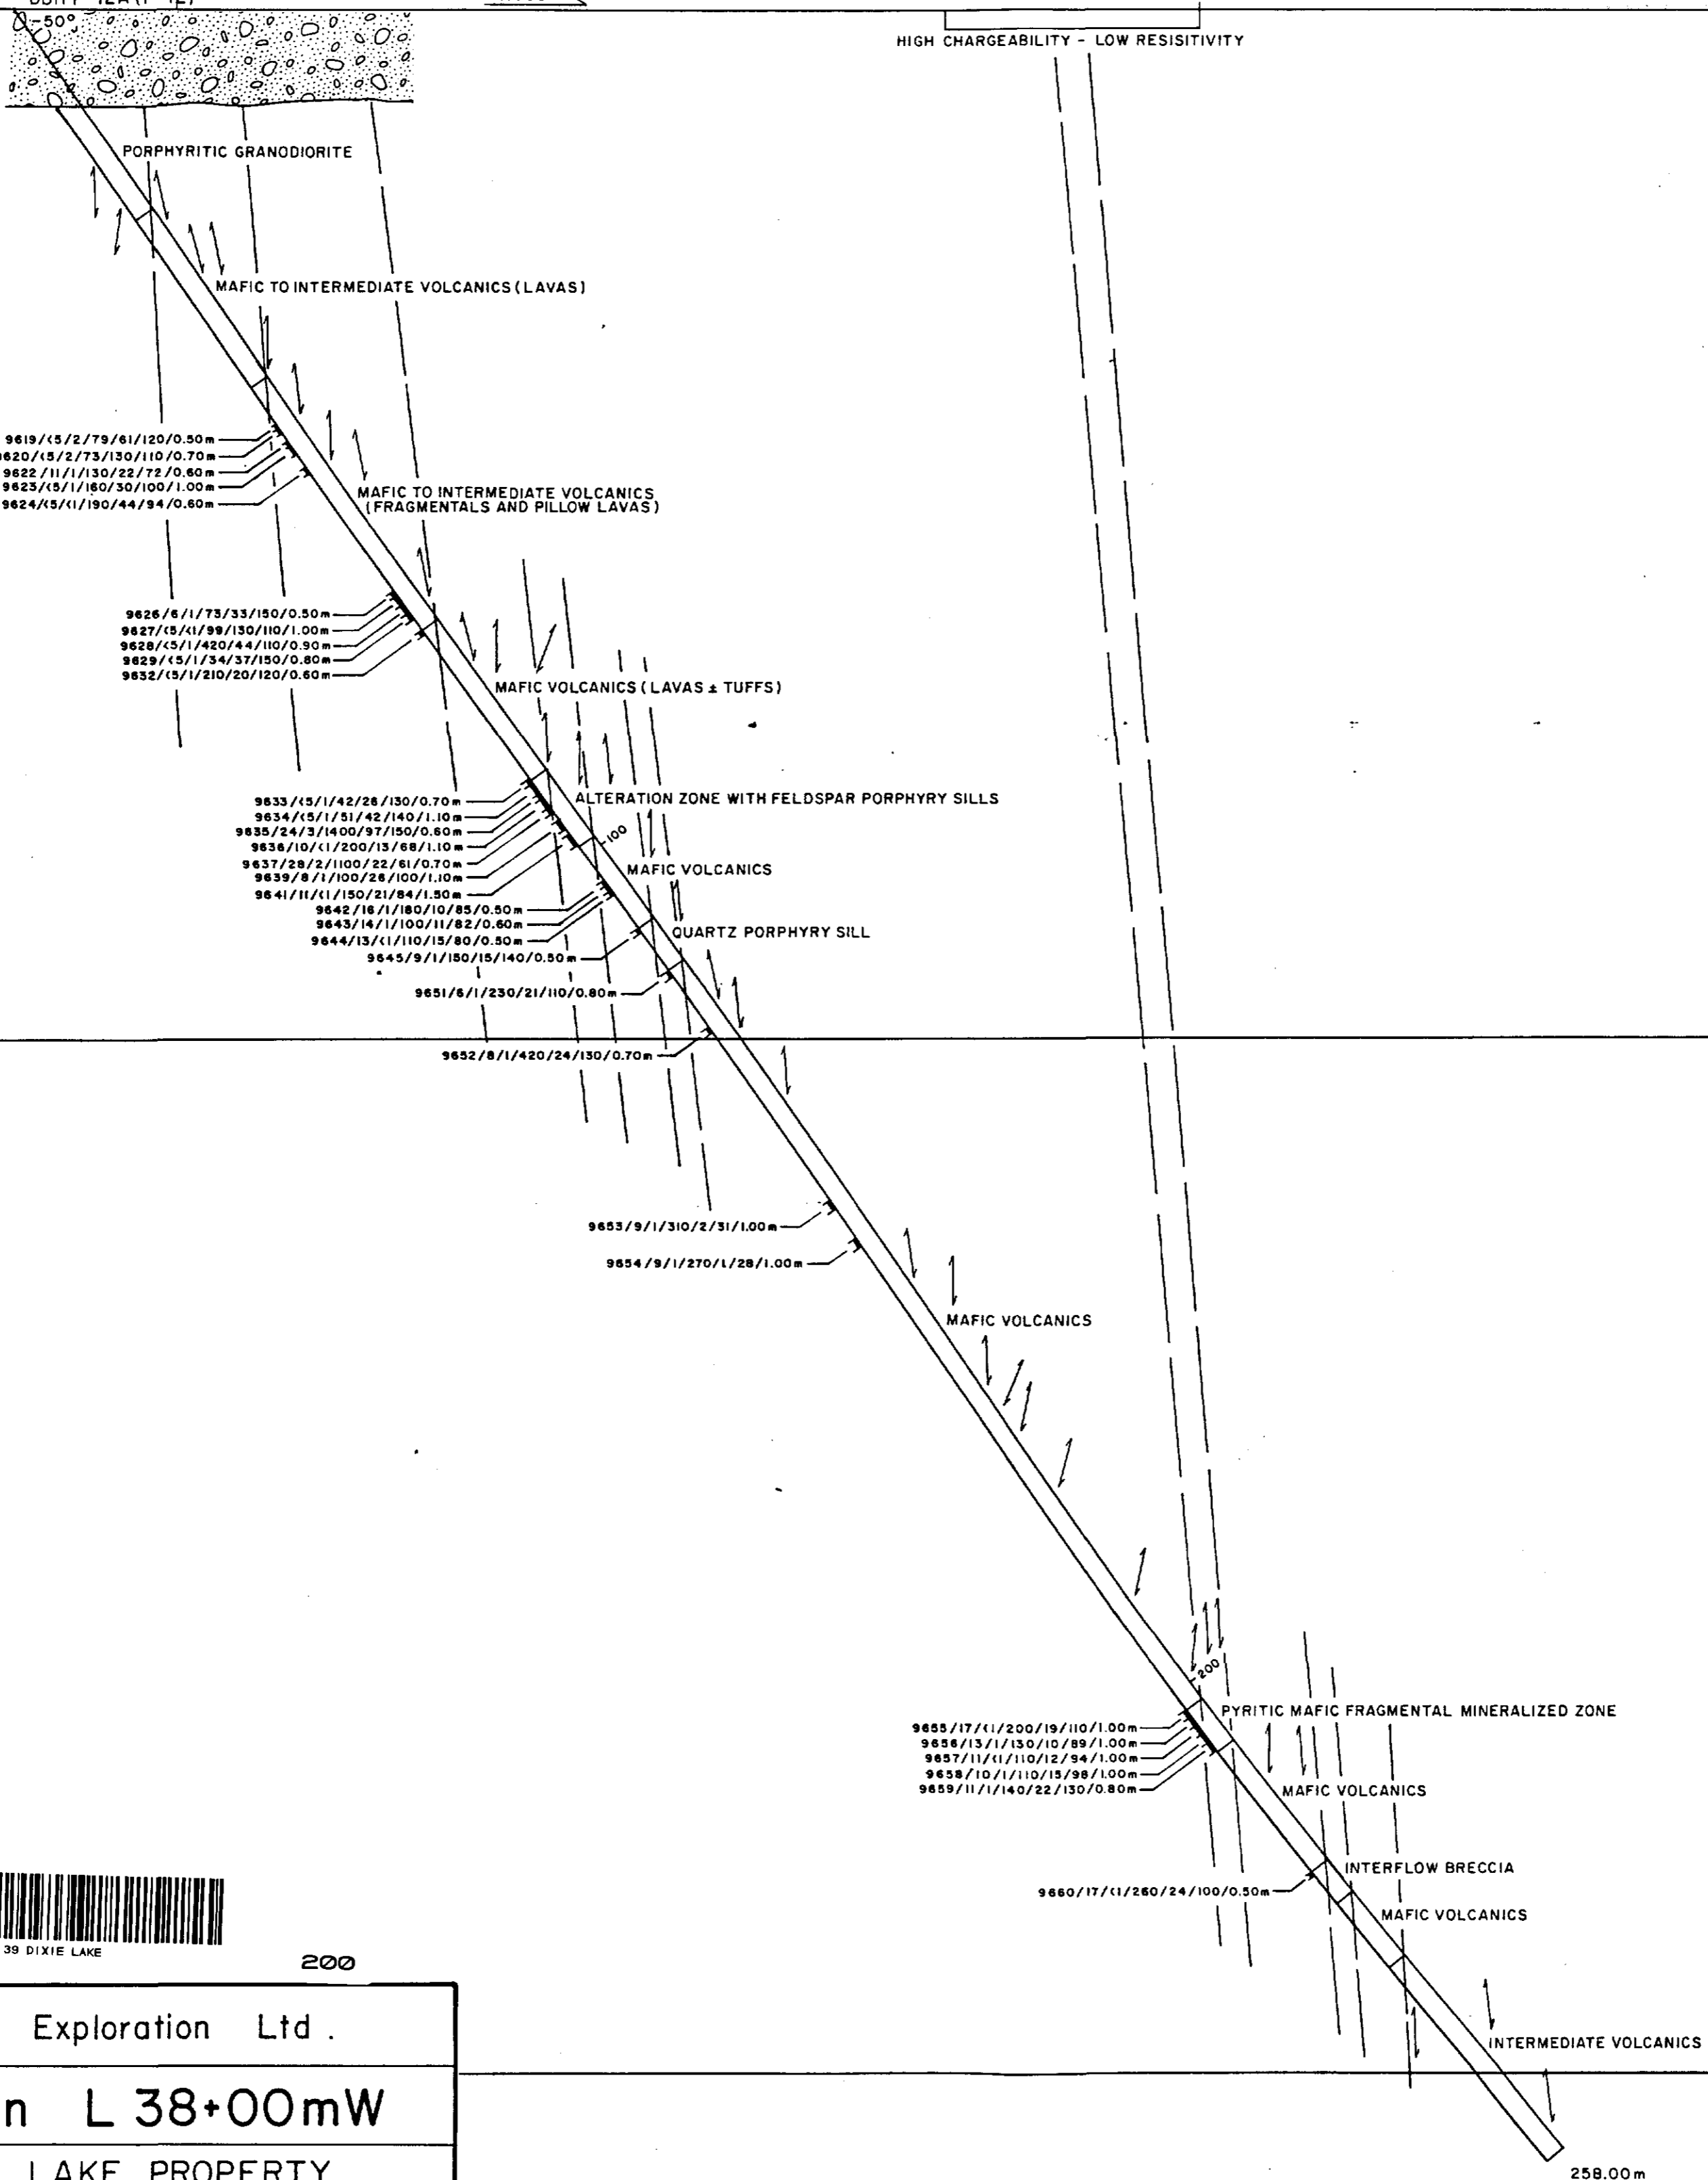 -50°
HIGH CHARGEABILITY - LOW RESISITIVITY
PORPHYRITIC GRANODIORITE
MAFIC TO INTERMEDIATE VOLCANICS (LAVAS)
9619/<5/2/79/61/120/0.50m
9620/<5/2/73/130/110/0.70m
9622/11/1/130/22/72/0.60m
9623/<5/1/160/30/100/1.00m
9624/<5/<1/190/44/94/0.60m
MAFIC TO INTERMEDIATE VOLCANICS
(FRAGMENTALS AND PILLOW LAVAS)
9626/6/1/73/33/150/0.50m
9627/<5/<1/99/130/110/1.00m
9628/<5/1/420/44/110/0.90m
9629/<5/1/34/37/150/0.80m
9632/<5/1/210/20/120/0.60m
MAFIC VOLCANICS (LAVAS ± TUFFS)
9633/<5/1/42/26/130/0.70m
9634/<5/1/51/42/140/1.10m
9635/24/3/1400/97/150/0.60m
9636/10/<1/200/13/68/1.10m
9637/28/2/1100/22/61/0.70m
9639/8/1/100/26/100/1.10m
9641/11/<1/150/21/84/1.50m
ALTERATION ZONE WITH FELDSPAR PORPHYRY SILLS
100
MAFIC VOLCANICS
9642/16/1/180/10/85/0.50m
9643/14/1/100/11/82/0.60m
9644/13/<1/110/15/80/0.50m
9645/9/1/150/15/140/0.50m
QUARTZ PORPHYRY SILL
9651/6/1/230/21/110/0.80m
9652/8/1/420/24/130/0.70m
9653/9/1/310/2/31/1.00m
9654/9/1/270/1/28/1.00m
MAFIC VOLCANICS
200
PYRITIC MAFIC FRAGMENTAL MINERALIZED ZONE
9655/17/<1/200/19/110/1.00m
9656/13/1/130/10/89/1.00m
9657/11/<1/110/12/94/1.00m
9658/10/1/110/15/98/1.00m
9659/11/1/140/22/130/0.80m
MAFIC VOLCANICS
INTERFLOW BRECCIA
9660/17/<1/260/24/100/0.50m
MAFIC VOLCANICS
INTERMEDIATE VOLCANICS
258.00m
39 DIXIE LAKE
200
Exploration Ltd.
n L 38+00mW
LAKE PROPERTY